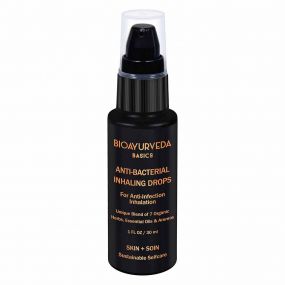 BIOAYURVEDA
BASICS
ANTI-BACTERIAL
INHALING DROPS
For Anti-Infection
Inhalation
Unique Blend of 7 Organic
Herbs, Essential Oils & Aromas
1 FL OZ / 30 ml
SKIN + SOIN
Sustainable Selfcare